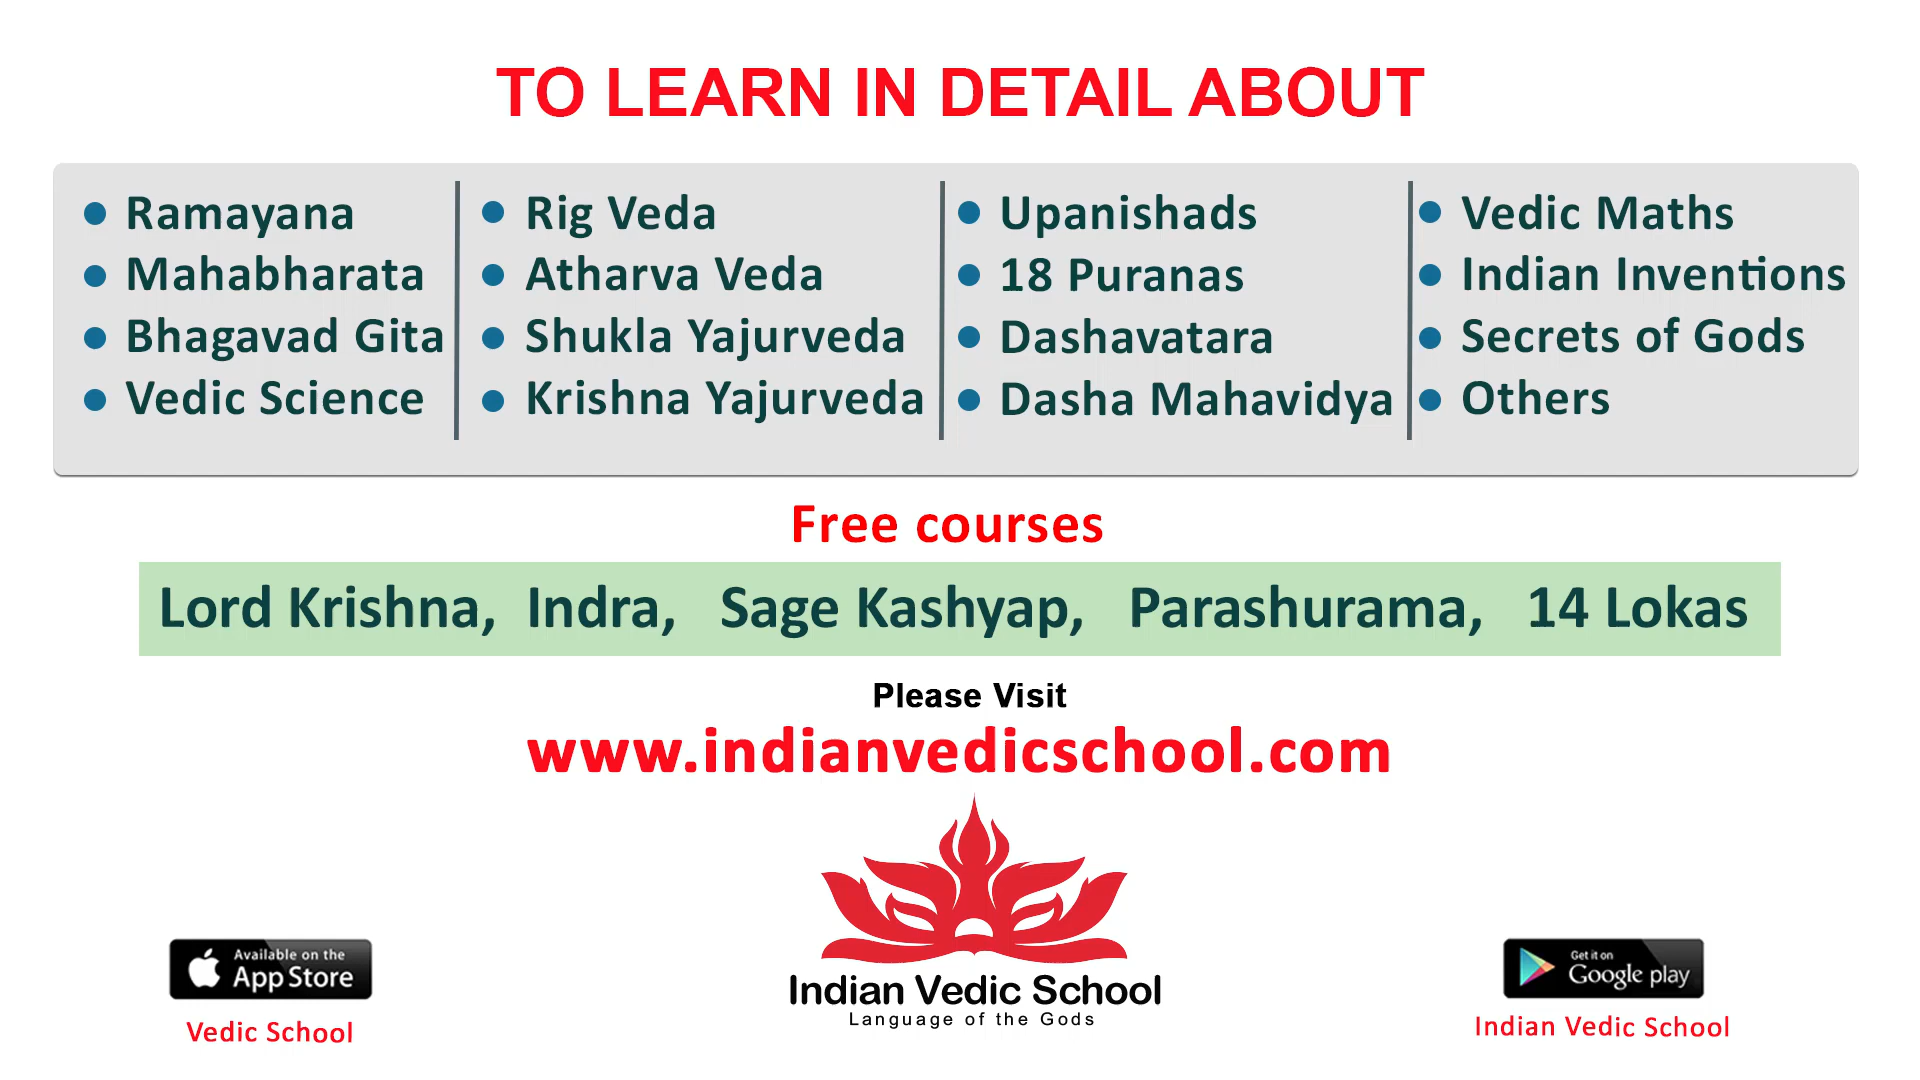 TO LEARN IN DETAIL ABOUT
Ramayana
Mahabharata
Bhagavad Gita
Vedic Science
Rig Veda
Atharva Veda
Shukla Yajurveda
Krishna Yajurveda
Upanishads
18 Puranas
Dashavatara
Dasha Mahavidya
Vedic Maths
Indian Inventions
Secrets of Gods
Others
Free courses
Lord Krishna, Indra, Sage Kashyap, Parashurama, 14 Lokas
Please Visit
www.indianvedicschool.com
Available on the
App Store
Vedic School
Indian Vedic School
Language of the Gods
Get it on
Google play
Indian Vedic School